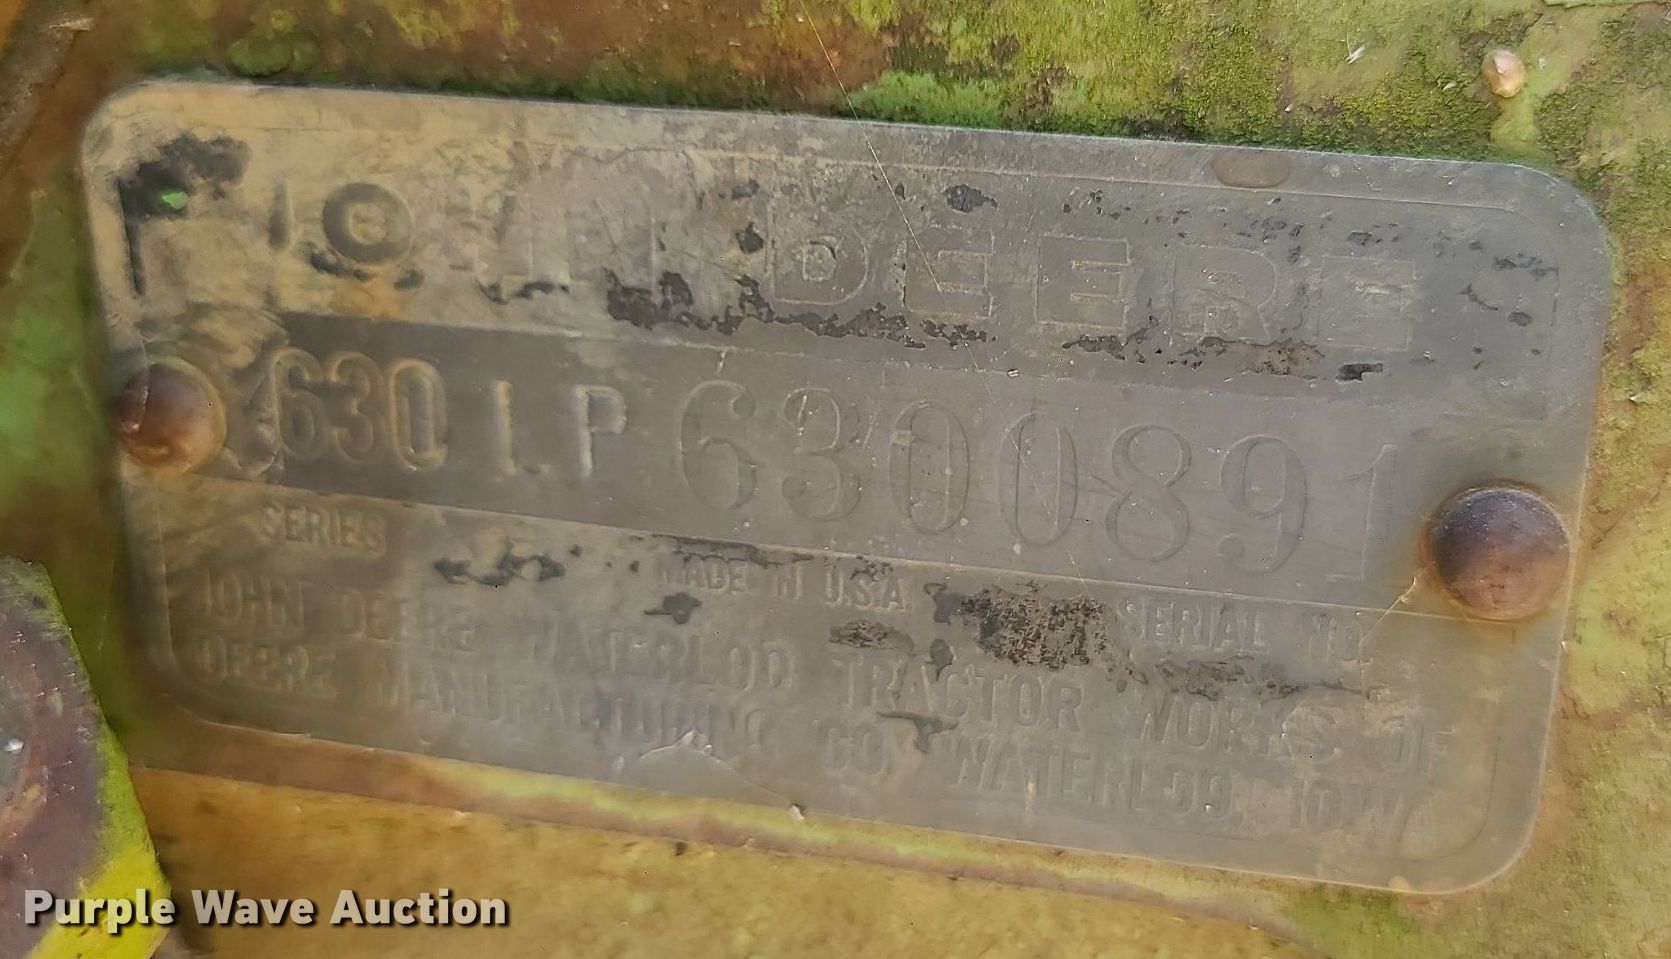 JOHN DEERE
630 LP 6300891
SERIES MADE IN U.S.A. SERIAL NO.
JOHN DEERE WATERLOO TRACTOR WORKS OF
DEERE MANUFACTURING CO. WATERLOO, IOWA
Purple Wave Auction